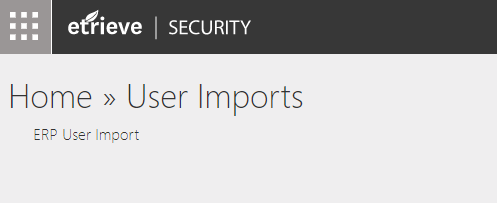 etrieve | SECURITY
Home » User Imports
ERP User Import